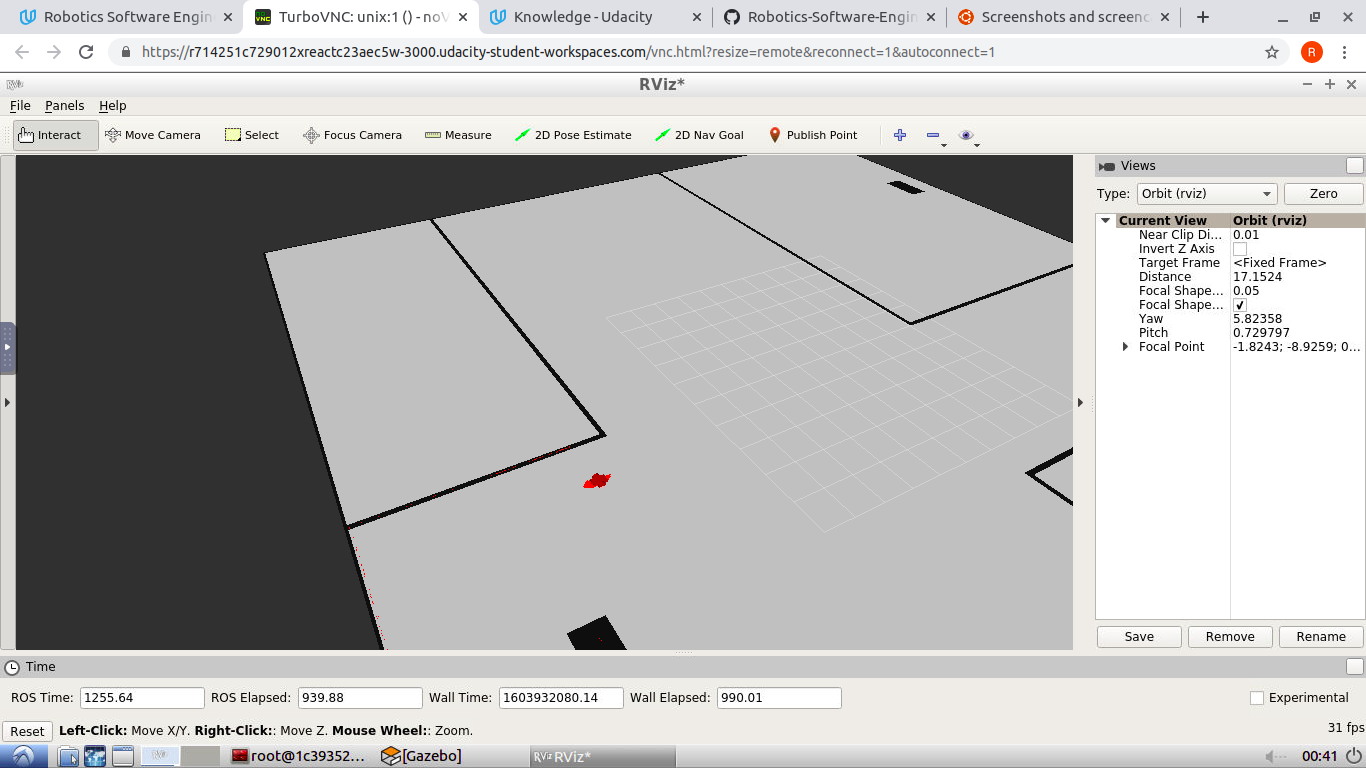 Robotics Software Engin
TurboVNC: unix:1 () - noV
Knowledge - Udacity
Robotics-Software-Engin
Screenshots and screenc
https://r714251c729012xreactc23aec5w-3000.udacity-student-workspaces.com/vnc.html?resize=remote&reconnect=1&autoconnect=1
R
RViz*
File Panels Help
Interact Move Camera Select Focus Camera Measure 2D Pose Estimate 2D Nav Goal Publish Point
Views
Type: Orbit (rviz) Zero
Current View Orbit (rviz)
Near Clip Di... 0.01
Invert Z Axis
Target Frame <Fixed Frame>
Distance 17.1524
Focal Shape... 0.05
Focal Shape... ✔
Yaw 5.82358
Pitch 0.729797
Focal Point -1.8243; -8.9259; 0...
Save Remove Rename
Time
ROS Time: 1255.64 ROS Elapsed: 939.88 Wall Time: 1603932080.14 Wall Elapsed: 990.01 Experimental
Reset Left-Click: Move X/Y. Right-Click:: Move Z. Mouse Wheel:: Zoom. 31 fps
root@1c39352... [Gazebo] RViz RViz* 00:41